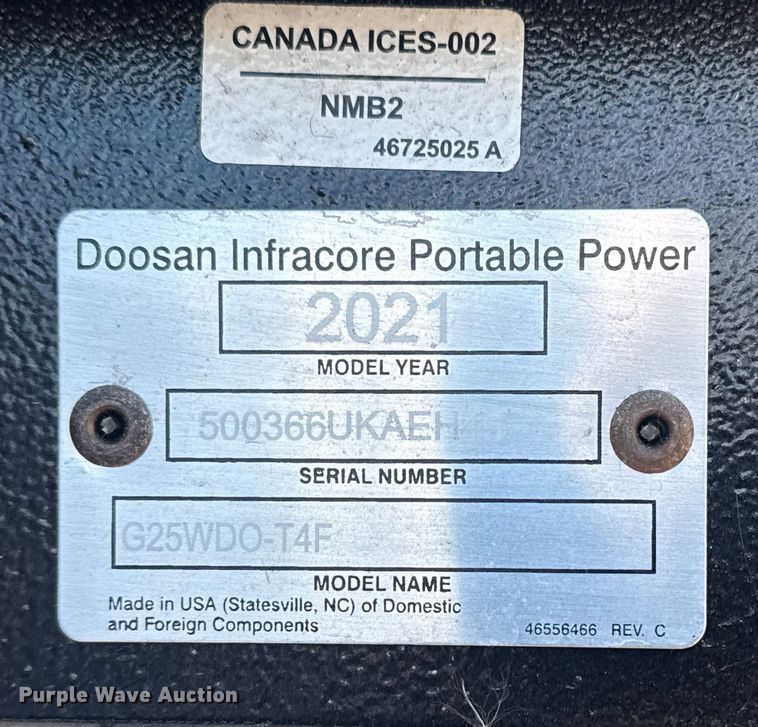 CANADA ICES-002
NMB2
46725025 A
Doosan Infracore Portable Power
2021
MODEL YEAR
SERIAL NUMBER
G25WDO-T4F
MODEL NAME
Made in USA (Statesville, NC) of Domestic
and Foreign Components
46556466 REV. C
Purple Wave Auction